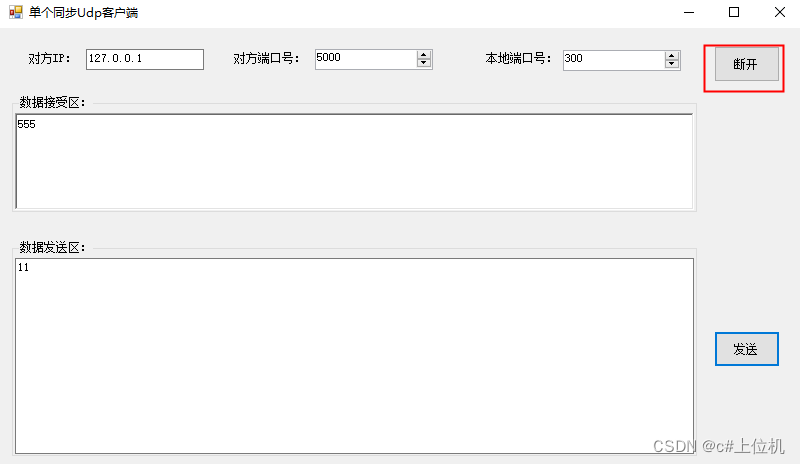 单个同步Udp客户端
对方IP： 127.0.0.1 对方端口号： 5000 本地端口号： 300 断开
数据接受区：
555
数据发送区：
11
发送
CSDN @c#上位机